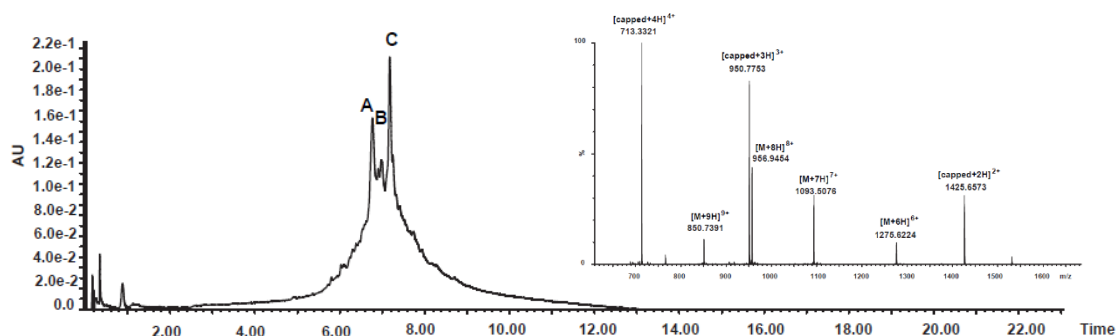 2.2e-1
2.0e-1
1.8e-1
1.6e-1
1.4e-1
1.2e-1
1.0e-1
8.0e-2
6.0e-2
4.0e-2
2.0e-2
0.0
AU
A
B
C
2.00
4.00
6.00
8.00
10.00
12.00
14.00
16.00
18.00
20.00
22.00
Time
100
%
0
[capped+4H]4+
713.3321
[capped+3H]3+
950.7753
[M+8H]8+
956.9454
[M+7H]7+
1093.5076
[capped+2H]2+
1425.6573
[M+9H]9+
850.7391
[M+6H]6+
1275.6224
700
800
900
1000
1100
1200
1300
1400
1500
1600
m/z